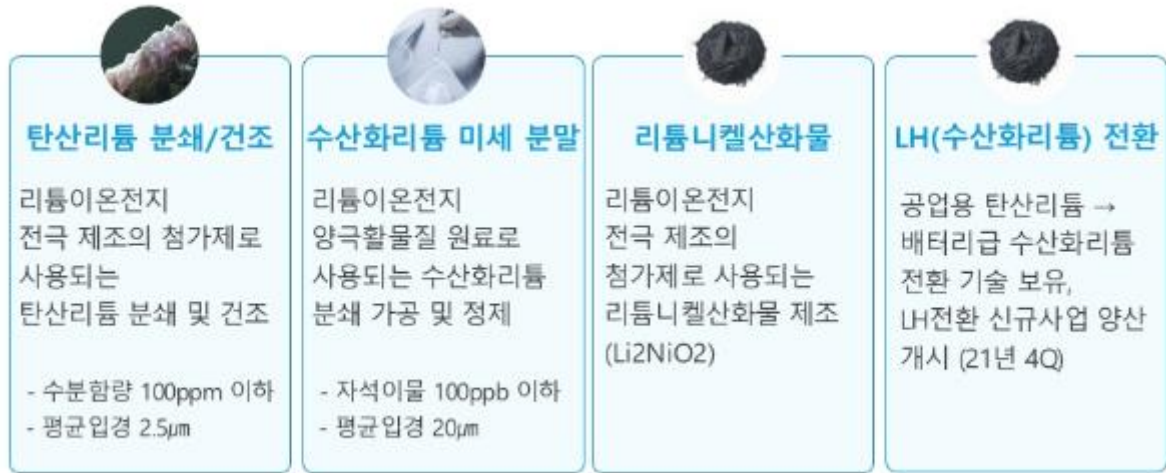 탄산리튬 분쇄/건조
리튬이온전지
전극 제조의 첨가제로
사용되는
탄산리튬 분쇄 및 건조
- 수분함량 100ppm 이하
- 평균입경 2.5㎛
수산화리튬 미세 분말
리튬이온전지
양극활물질 원료로
사용되는 수산화리튬
분쇄 가공 및 정제
- 자석이물 100ppb 이하
- 평균입경 20㎛
리튬니켈산화물
리튬이온전지
전극 제조의
첨가제로 사용되는
리튬니켈산화물 제조
(Li2NiO2)
LH(수산화리튬) 전환
공업용 탄산리튬 →
배터리급 수산화리튬
전환 기술 보유,
LH전환 신규사업 양산
개시 (21년 4Q)